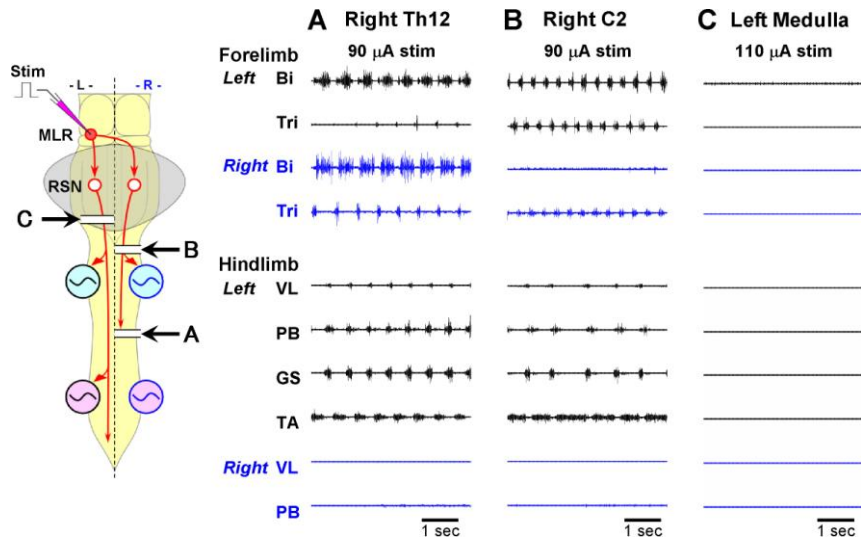 A Right Th12
90 μA stim
B Right C2
90 μA stim
C Left Medulla
110 μA stim
Stim
- L -
- R -
MLR
RSN
C
B
A
Forelimb
Left Bi
Tri
Right Bi
Tri
Hindlimb
Left VL
PB
GS
TA
Right VL
PB
1 sec
1 sec
1 sec